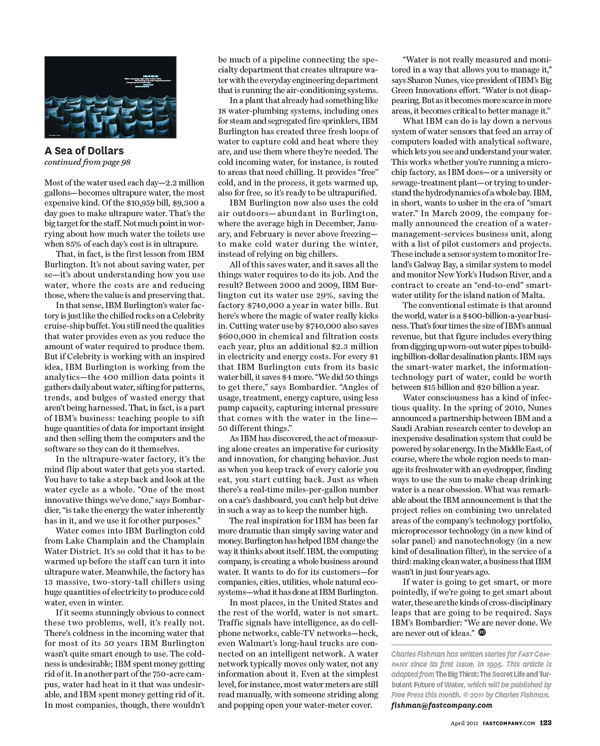 A Sea of Dollars
continued from page 98
Most of the water used each day—2.2 million
gallons—becomes ultrapure water, the most
expensive kind. Of the $10,959 bill, $9,300 a
day goes to make ultrapure water. That's the
big target for the staff. Not much point in wor-
rying about how much water the toilets use
when 85% of each day's cost is in ultrapure.
That, in fact, is the first lesson from IBM
Burlington. It's not about saving water, per
se—it's about understanding how you use
water, where the costs are and reducing
those, where the value is and preserving that.
In that sense, IBM Burlington's water fac-
tory is just like the chilled rocks on a Celebrity
cruise-ship buffet. You still need the qualities
that water provides even as you reduce the
amount of water required to produce them.
But if Celebrity is working with an inspired
idea, IBM Burlington is working from the
analytics—the 400 million data points it
gathers daily about water, sifting for patterns,
trends, and bulges of wasted energy that
aren't being harnessed. That, in fact, is a part
of IBM's business: teaching people to sift
huge quantities of data for important insight
and then selling them the computers and the
software so they can do it themselves.
In the ultrapure-water factory, it's the
mind flip about water that gets you started.
You have to take a step back and look at the
water cycle as a whole. "One of the most
innovative things we've done," says Bombar-
dier, "is take the energy the water inherently
has in it, and we use it for other purposes."
Water comes into IBM Burlington cold
from Lake Champlain and the Champlain
Water District. It's so cold that it has to be
warmed up before the staff can turn it into
ultrapure water. Meanwhile, the factory has
13 massive, two-story-tall chillers using
huge quantities of electricity to produce cold
water, even in winter.
If it seems stunningly obvious to connect
these two problems, well, it's really not.
There's coldness in the incoming water that
for most of its 50 years IBM Burlington
wasn't quite smart enough to use. The cold-
ness is undesirable; IBM spent money getting
rid of it. In another part of the 750-acre cam-
pus, water had heat in it that was undesir-
able, and IBM spent money getting rid of it.
In most companies, though, there wouldn't
be much of a pipeline connecting the spe-
cialty department that creates ultrapure wa-
ter with the everyday engineering department
that is running the air-conditioning systems.
In a plant that already had something like
18 water-plumbing systems, including ones
for steam and segregated fire sprinklers, IBM
Burlington has created three fresh loops of
water to capture cold and heat where they
are, and use them where they're needed. The
cold incoming water, for instance, is routed
to areas that need chilling. It provides "free"
cold, and in the process, it gets warmed up,
also for free, so it's ready to be ultrapurified.
IBM Burlington now also uses the cold
air outdoors—abundant in Burlington,
where the average high in December, Janu-
ary, and February is never above freezing—
to make cold water during the winter,
instead of relying on big chillers.
All of this saves water, and it saves all the
things water requires to do its job. And the
result? Between 2000 and 2009, IBM Bur-
lington cut its water use 29%, saving the
factory $740,000 a year in water bills. But
here's where the magic of water really kicks
in. Cutting water use by $740,000 also saves
$600,000 in chemical and filtration costs
each year, plus an additional $2.3 million
in electricity and energy costs. For every $1
that IBM Burlington cuts from its basic
water bill, it saves $4 more. "We did 50 things
to get there," says Bombardier. "Angles of
usage, treatment, energy capture, using less
pump capacity, capturing internal pressure
that comes with the water in the line—
50 different things."
As IBM has discovered, the act of measur-
ing alone creates an imperative for curiosity
and innovation, for changing behavior. Just
as when you keep track of every calorie you
eat, you start cutting back. Just as when
there's a real-time miles-per-gallon number
on a car's dashboard, you can't help but drive
in such a way as to keep the number high.
The real inspiration for IBM has been far
more dramatic than simply saving water and
money. Burlington has helped IBM change the
way it thinks about itself. IBM, the computing
company, is creating a whole business around
water. It wants to do for its customers—for
companies, cities, utilities, whole natural eco-
systems—what it has done at IBM Burlington.
In most places, in the United States and
the rest of the world, water is not smart.
Traffic signals have intelligence, as do cell-
phone networks, cable-TV networks—heck,
even Walmart's long-haul trucks are con-
nected on an intelligent network. A water
network typically moves only water, not any
information about it. Even at the simplest
level, for instance, most water meters are still
read manually, with someone striding along
and popping open your water-meter cover.
"Water is not really measured and moni-
tored in a way that allows you to manage it,"
says Sharon Nunes, vice president of IBM's Big
Green Innovations effort. "Water is not disap-
pearing. But as it becomes more scarce in more
areas, it becomes critical to better manage it."
What IBM can do is lay down a nervous
system of water sensors that feed an array of
computers loaded with analytical software,
which lets you see and understand your water.
This works whether you're running a micro-
chip factory, as IBM does—or a university or
sewage-treatment plant—or trying to under-
stand the hydrodynamics of a whole bay. IBM,
in short, wants to usher in the era of "smart
water." In March 2009, the company for-
mally announced the creation of a water-
management-services business unit, along
with a list of pilot customers and projects.
These include a sensor system to monitor Ire-
land's Galway Bay, a similar system to model
and monitor New York's Hudson River, and a
contract to create an "end-to-end" smart-
water utility for the island nation of Malta.
The conventional estimate is that around
the world, water is a $400-billion-a-year busi-
ness. That's four times the size of IBM's annual
revenue, but that figure includes everything
from digging up worn-out water pipes to build-
ing billion-dollar desalination plants. IBM says
the smart-water market, the information-
technology part of water, could be worth
between $15 billion and $20 billion a year.
Water consciousness has a kind of infec-
tious quality. In the spring of 2010, Nunes
announced a partnership between IBM and a
Saudi Arabian research center to develop an
inexpensive desalination system that could be
powered by solar energy. In the Middle East, of
course, where the whole region needs to man-
age its freshwater with an eyedropper, finding
ways to use the sun to make cheap drinking
water is a near obsession. What was remark-
able about the IBM announcement is that the
project relies on combining two unrelated
areas of the company's technology portfolio,
microprocessor technology (in a new kind of
solar panel) and nanotechnology (in a new
kind of desalination filter), in the service of a
third: making clean water, a business that IBM
wasn't in just four years ago.
If water is going to get smart, or more
pointedly, if we're going to get smart about
water, these are the kinds of cross-disciplinary
leaps that are going to be required. Says
IBM's Bombardier: "We are never done. We
are never out of ideas."
Charles Fishman has written stories for FAST COM-
PANY since its first issue, in 1995. This article is
adapted from The Big Thirst: The Secret Life and Tur-
bulent Future of Water, which will be published by
Free Press this month. © 2011 by Charles Fishman.
fishman@fastcompany.com
April 2011 FASTCOMPANY.COM 123